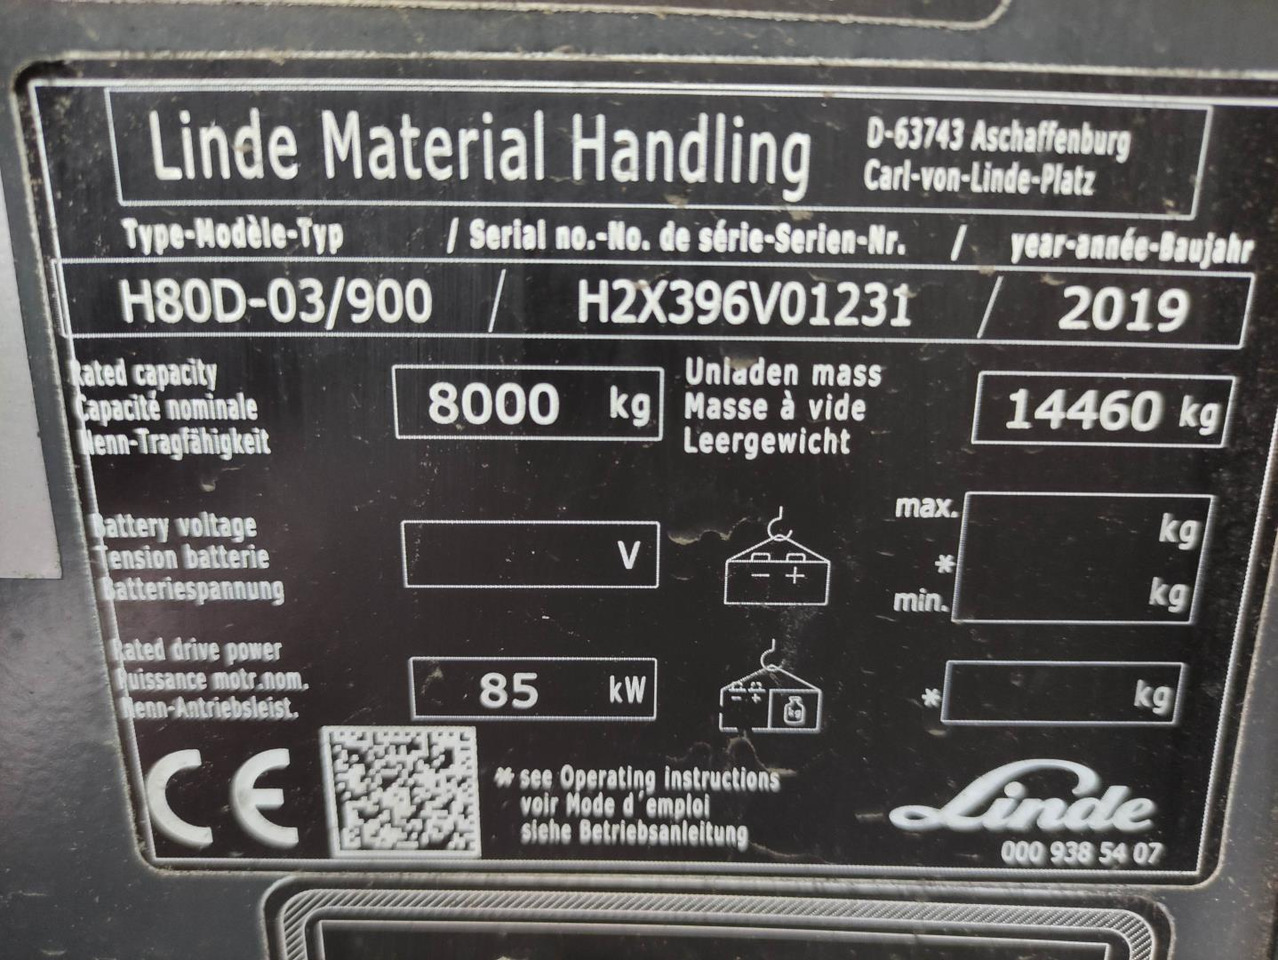 Linde Material Handling
D-63743 Aschaffenburg
Carl-von-Linde-Platz
Type-Modèle-Typ / Serial no.-No. de série-Serien-Nr. / year-année-Baujahr
H80D-03/900 / H2X396V01231 / 2019
Rated capacity
Capacité nominale
Nenn-Tragfähigkeit
8000 kg
Unladen mass
Masse à vide
Leergewicht
14460 kg
Battery voltage
Tension batterie
Batteriespannung
V
- +
max. kg
*
min. kg
Rated drive power
Puissance motr.nom.
Nenn-Antriebsleist.
85 kW
- + kg
* kg
CE
* see Operating instructions
voir Mode d'emploi
siehe Betriebsanleitung
Linde
000 938 54 07